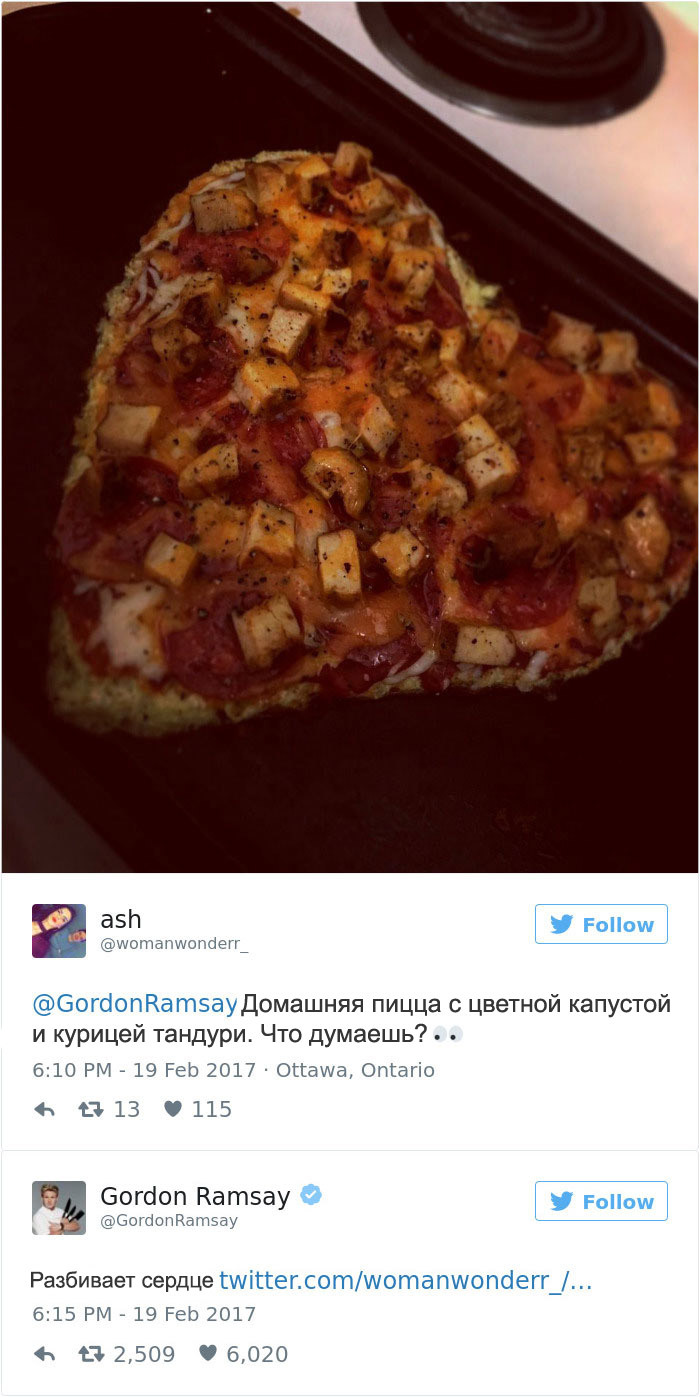 ash
@womanwonderr_
Follow
@GordonRamsay Домашняя пицца с цветной капустой
и курицей тандури. Что думаешь? 👀
6:10 PM - 19 Feb 2017 · Ottawa, Ontario
13 115
Gordon Ramsay
@GordonRamsay
Follow
Разбивает сердце twitter.com/womanwonderr_/...
6:15 PM - 19 Feb 2017
2,509 6,020